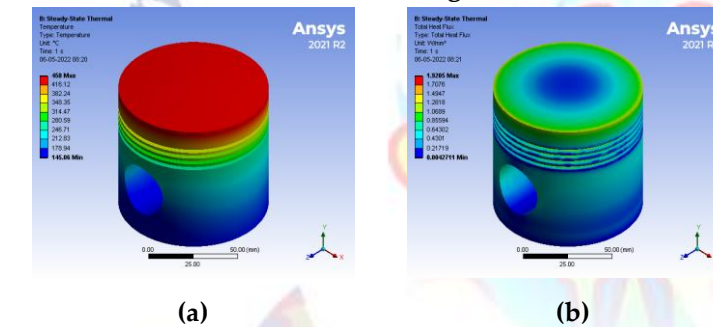 B: Steady-State Thermal
Temperature
Type: Temperature
Unit: °C
Time: 1 s
06-05-2022 08:20
450 Max
416.12
382.24
348.35
314.47
280.59
246.71
212.83
178.94
145.06 Min
Ansys
2021 R2
0.00
50.00 (mm)
25.00
Y
Z
X
(a)
B: Steady-State Thermal
Total Heat Flux
Type: Total Heat Flux
Unit: W/mm²
Time: 1 s
06-05-2022 08:21
1.9205 Max
1.7076
1.4947
1.2818
1.0689
0.85594
0.64302
0.4301
0.21719
0.0042711 Min
Ansys
2021 R2
0.00
50.00 (mm)
25.00
Y
Z
(b)